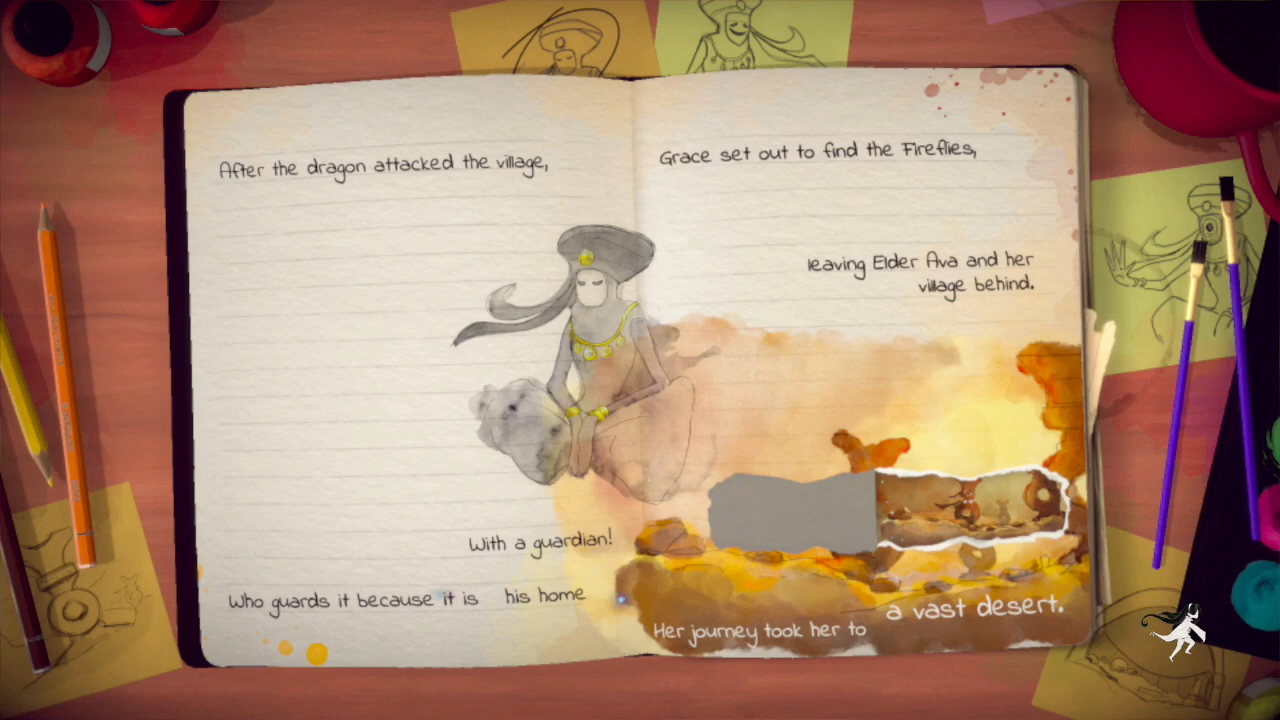 After the dragon attacked the village,
With a guardian!
Who guards it because it is his home
Grace set out to find the Fireflies,
leaving Elder Ava and her
village behind.
Her journey took her to
a vast desert.